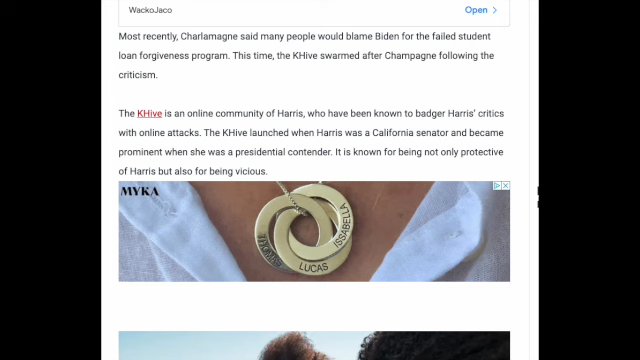 WackoJaco
Open
Most recently, Charlamagne said many people would blame Biden for the failed student
loan forgiveness program. This time, the KHive swarmed after Champagne following the
criticism.
The KHive is an online community of Harris, who have been known to badger Harris' critics
with online attacks. The KHive launched when Harris was a California senator and became
prominent when she was a presidential contender. It is known for being not only protective
of Harris but also for being vicious.
MYKA
THOMAS
LUCAS
ISSABELLA